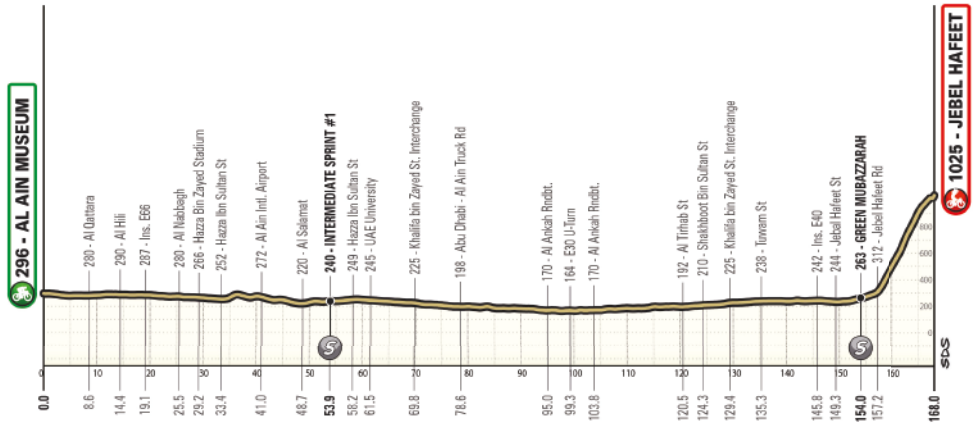 296 - AL AIN MUSEUM
280 - Al Qattara
290 - Al Hili
287 - Ins. E66
280 - Al Nabbagh
266 - Hazza Bin Zayed Stadium
252 - Hazza Ibn Sultan St
272 - Al Ain Intl. Airport
220 - Al Salamat
240 - INTERMEDIATE SPRINT #1
249 - Hazza Ibn Sultan St
245 - UAE University
225 - Khalifa bin Zayed St. Interchange
198 - Abu Dhabi - Al Ain Truck Rd
170 - Al Ankah Rndbt.
164 - E30 U-Turn
170 - Al Ankah Rndbt.
192 - Al Tirhab St
210 - Shakhboot Bin Sultan St
225 - Khalifa bin Zayed St. Interchange
238 - Tuwam St
242 - Ins. E40
244 - Jebal Hafeet St
263 - GREEN MUBAZZARAH
312 - Jebel Hafeet Rd
1025 - JEBEL HAFEET
800
600
400
200
0
S
S
SDS
0 10 20 30 40 50 60 70 80 90 100 110 120 130 140 150 160
0.0 8.6 14.4 19.1 25.5 29.2 33.4 41.0 48.7 53.9 58.2 61.5 69.8 78.6 95.0 99.3 103.8 120.5 124.3 129.4 135.3 145.8 149.3 154.0 157.2 168.0